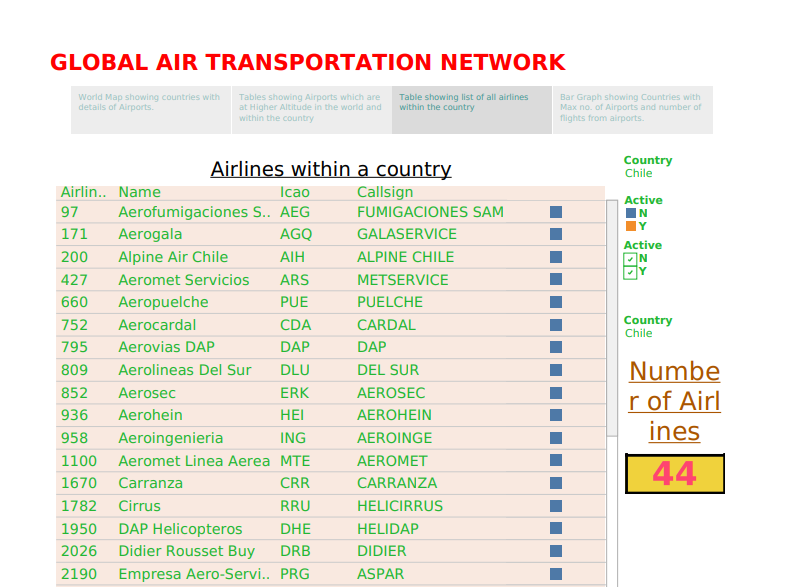 GLOBAL AIR TRANSPORTATION NETWORK
World Map showing countries with
details of Airports.
Tables showing Airports which are
at Higher Altitude in the world and
within the country
Table showing list of all airlines
within the country
Bar Graph showing Countries with
Max no. of Airports and number of
flights from airports.
Airlines within a country
Airlin.. Name Icao Callsign
97 Aerofumigaciones S.. AEG FUMIGACIONES SAM
171 Aerogala AGQ GALASERVICE
200 Alpine Air Chile AIH ALPINE CHILE
427 Aeromet Servicios ARS METSERVICE
660 Aeropuelche PUE PUELCHE
752 Aerocardal CDA CARDAL
795 Aerovias DAP DAP DAP
809 Aerolineas Del Sur DLU DEL SUR
852 Aerosec ERK AEROSEC
936 Aerohein HEI AEROHEIN
958 Aeroingenieria ING AEROINGE
1100 Aeromet Linea Aerea MTE AEROMET
1670 Carranza CRR CARRANZA
1782 Cirrus RRU HELICIRRUS
1950 DAP Helicopteros DHE HELIDAP
2026 Didier Rousset Buy DRB DIDIER
2190 Empresa Aero-Servi.. PRG ASPAR
Country
Chile
Active
N
Y
Active
N
Y
Country
Chile
Numbe
r of Airl
ines
44